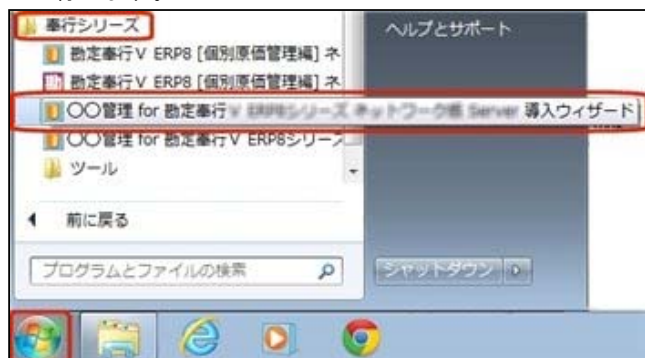 奉行シリーズ
ヘルプとサポート
勘定奉行V ERP8 [個別原価管理編] ネ
勘定奉行V ERP8 [個別原価管理編] ネ
〇〇管理 for 勘定奉行 導入ウィザード
〇〇管理 for 勘定奉行V ERP8シリーズ
ツール
前に戻る
プログラムとファイルの検索
シャットダウン